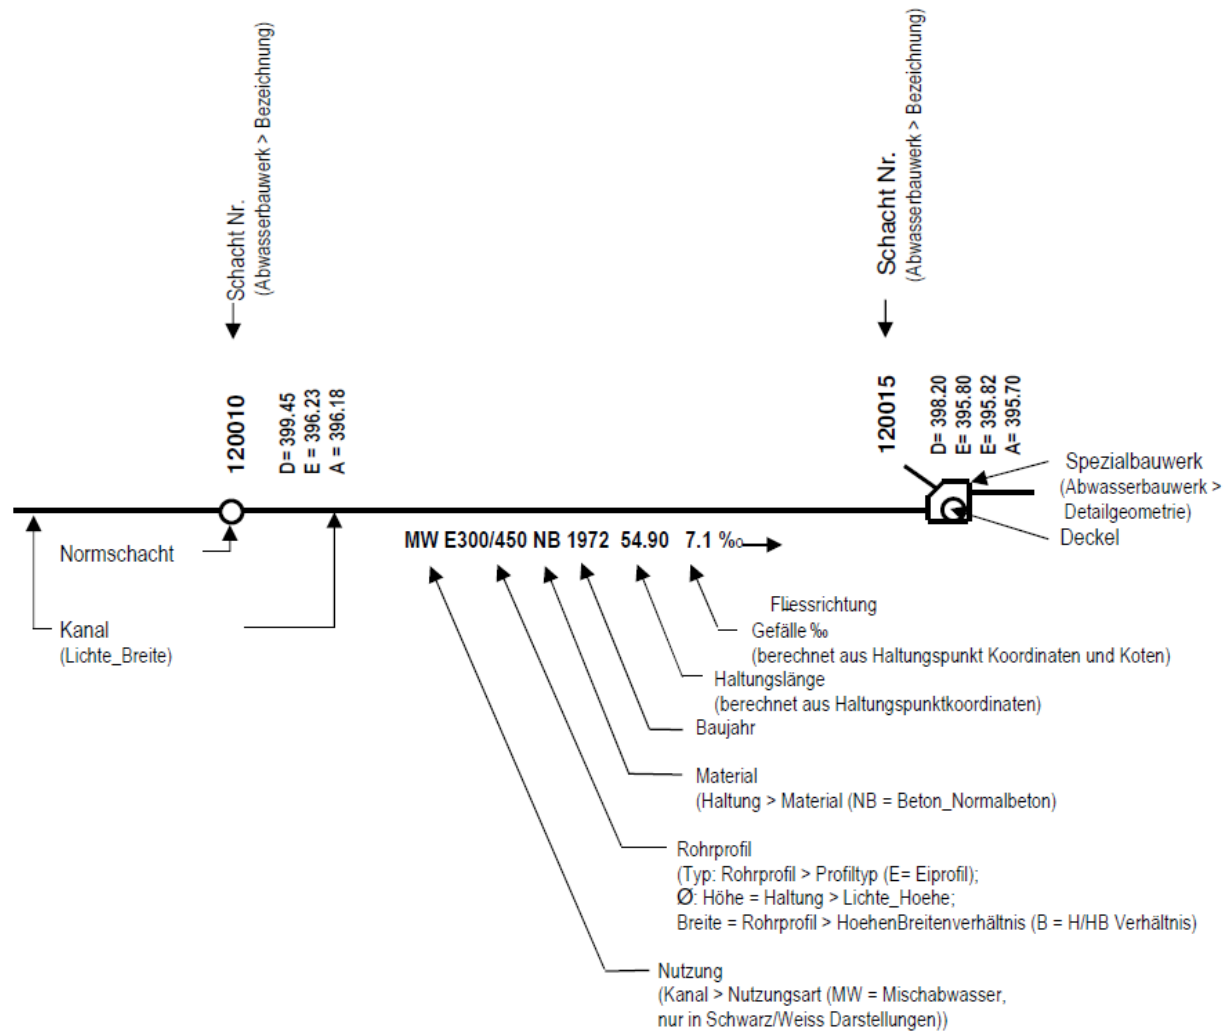 Schacht Nr.
(Abwasserbauwerk > Bezeichnung)
Schacht Nr.
(Abwasserbauwerk > Bezeichnung)
120010
D= 399.45
E = 396.23
A = 396.18
120015
D= 398.20
E= 395.80
E= 395.82
A= 395.70
Spezialbauwerk
(Abwasserbauwerk >
Detailgeometrie)
Deckel
Normschacht
MW E300/450 NB 1972 54.90 7.1 ‰
Kanal
(Lichte_Breite)
Fliessrichtung
Gefälle ‰
(berechnet aus Haltungspunkt Koordinaten und Koten)
Haltungslänge
(berechnet aus Haltungspunktkoordinaten)
Baujahr
Material
(Haltung > Material (NB = Beton_Normalbeton)
Rohrprofil
(Typ: Rohrprofil > Profiltyp (E= Eiprofil);
Ø: Höhe = Haltung > Lichte_Hoehe;
Breite = Rohrprofil > HoehenBreitenverhältnis (B = H/HB Verhältnis)
Nutzung
(Kanal > Nutzungsart (MW = Mischabwasser,
nur in Schwarz/Weiss Darstellungen))